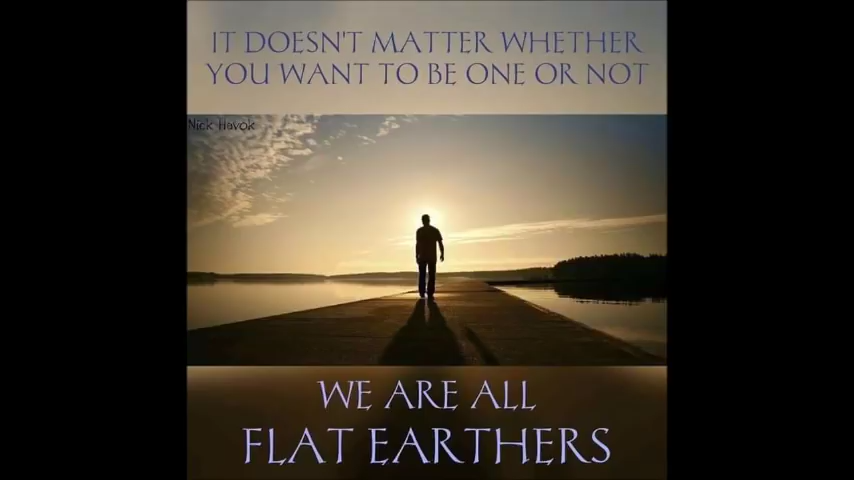 IT DOESN'T MATTER WHETHER
YOU WANT TO BE ONE OR NOT
Nick Havok
WE ARE ALL
FLAT EARTHERS